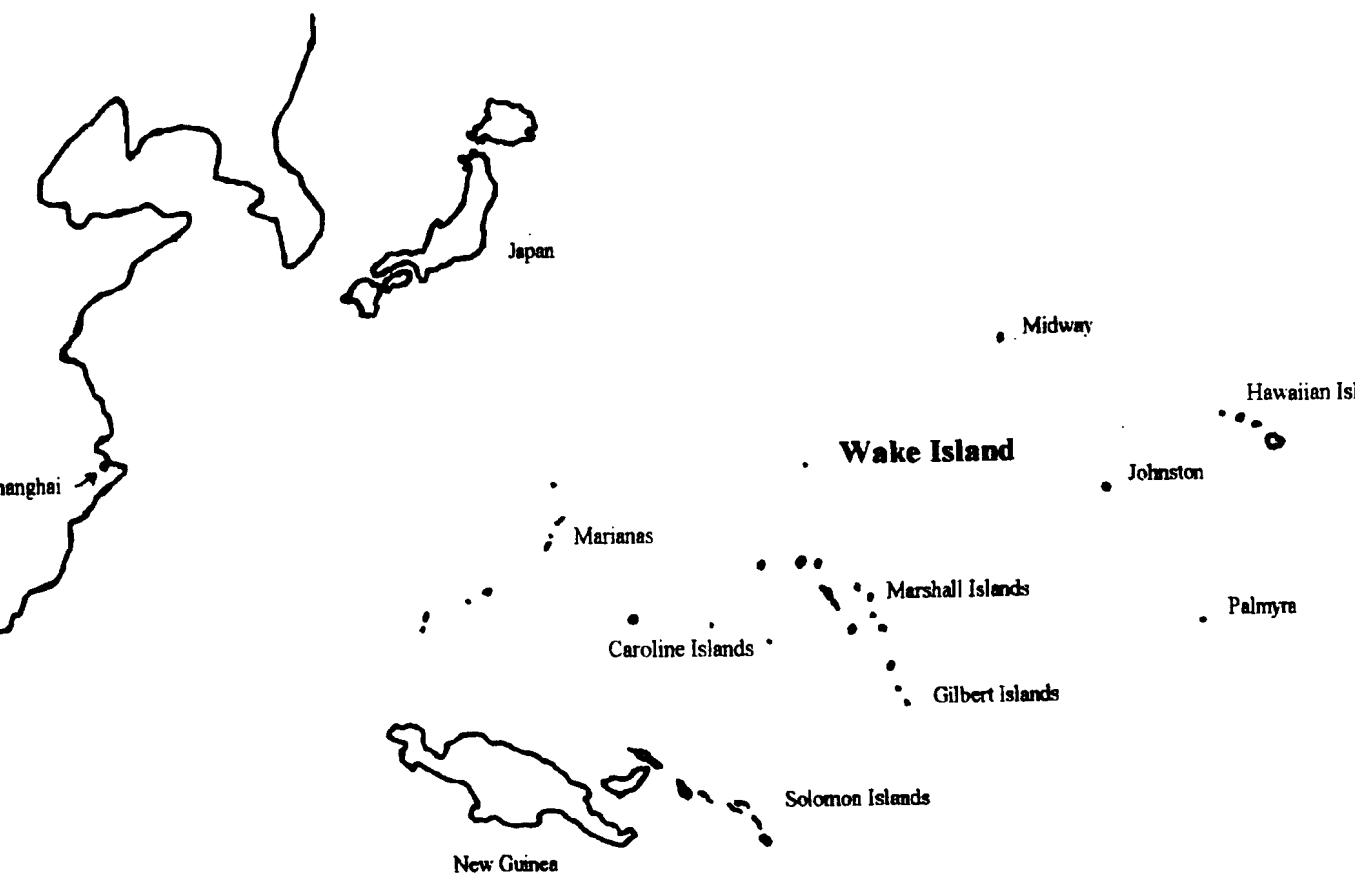 Japan
Midway
Hawaiian Isl
Wake Island
Johnston
hanghai
Marianas
Marshall Islands
Palmyra
Caroline Islands
Gilbert Islands
Solomon Islands
New Guinea